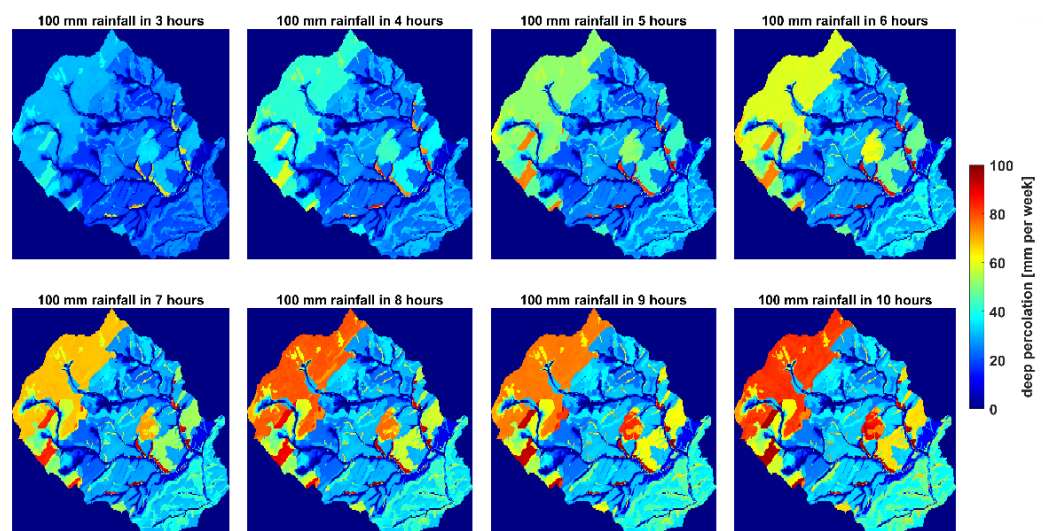 100 mm rainfall in 3 hours
100 mm rainfall in 4 hours
100 mm rainfall in 5 hours
100 mm rainfall in 6 hours
100
80
60
40
20
0
deep percolation [mm per week]
100 mm rainfall in 7 hours
100 mm rainfall in 8 hours
100 mm rainfall in 9 hours
100 mm rainfall in 10 hours